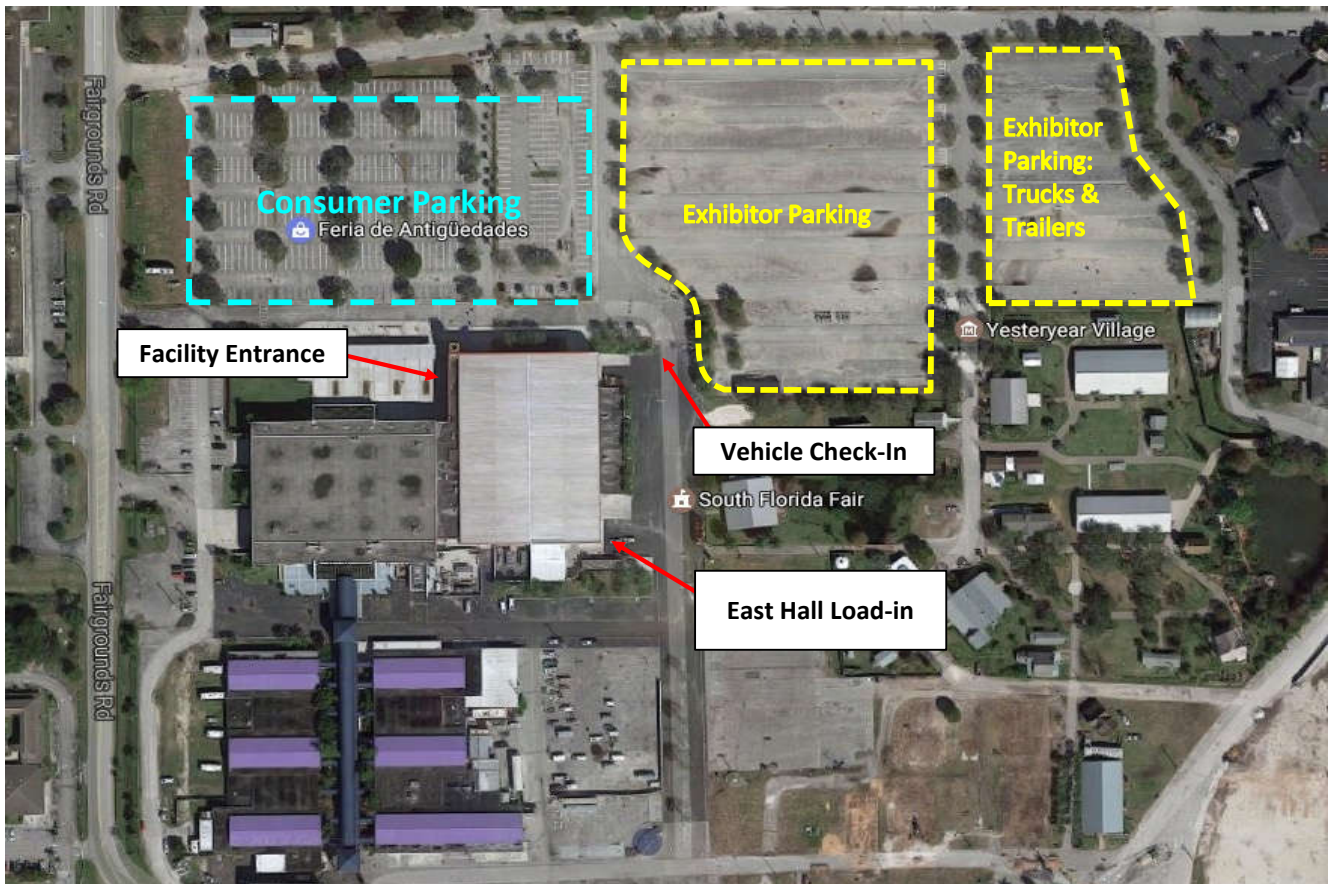 Fairgrounds Rd
Consumer Parking
Feria de Antigüedades
Exhibitor Parking
Exhibitor
Parking:
Trucks &
Trailers
Facility Entrance
Yesteryear Village
Vehicle Check-In
South Florida Fair
East Hall Load-in
Fairgrounds Rd